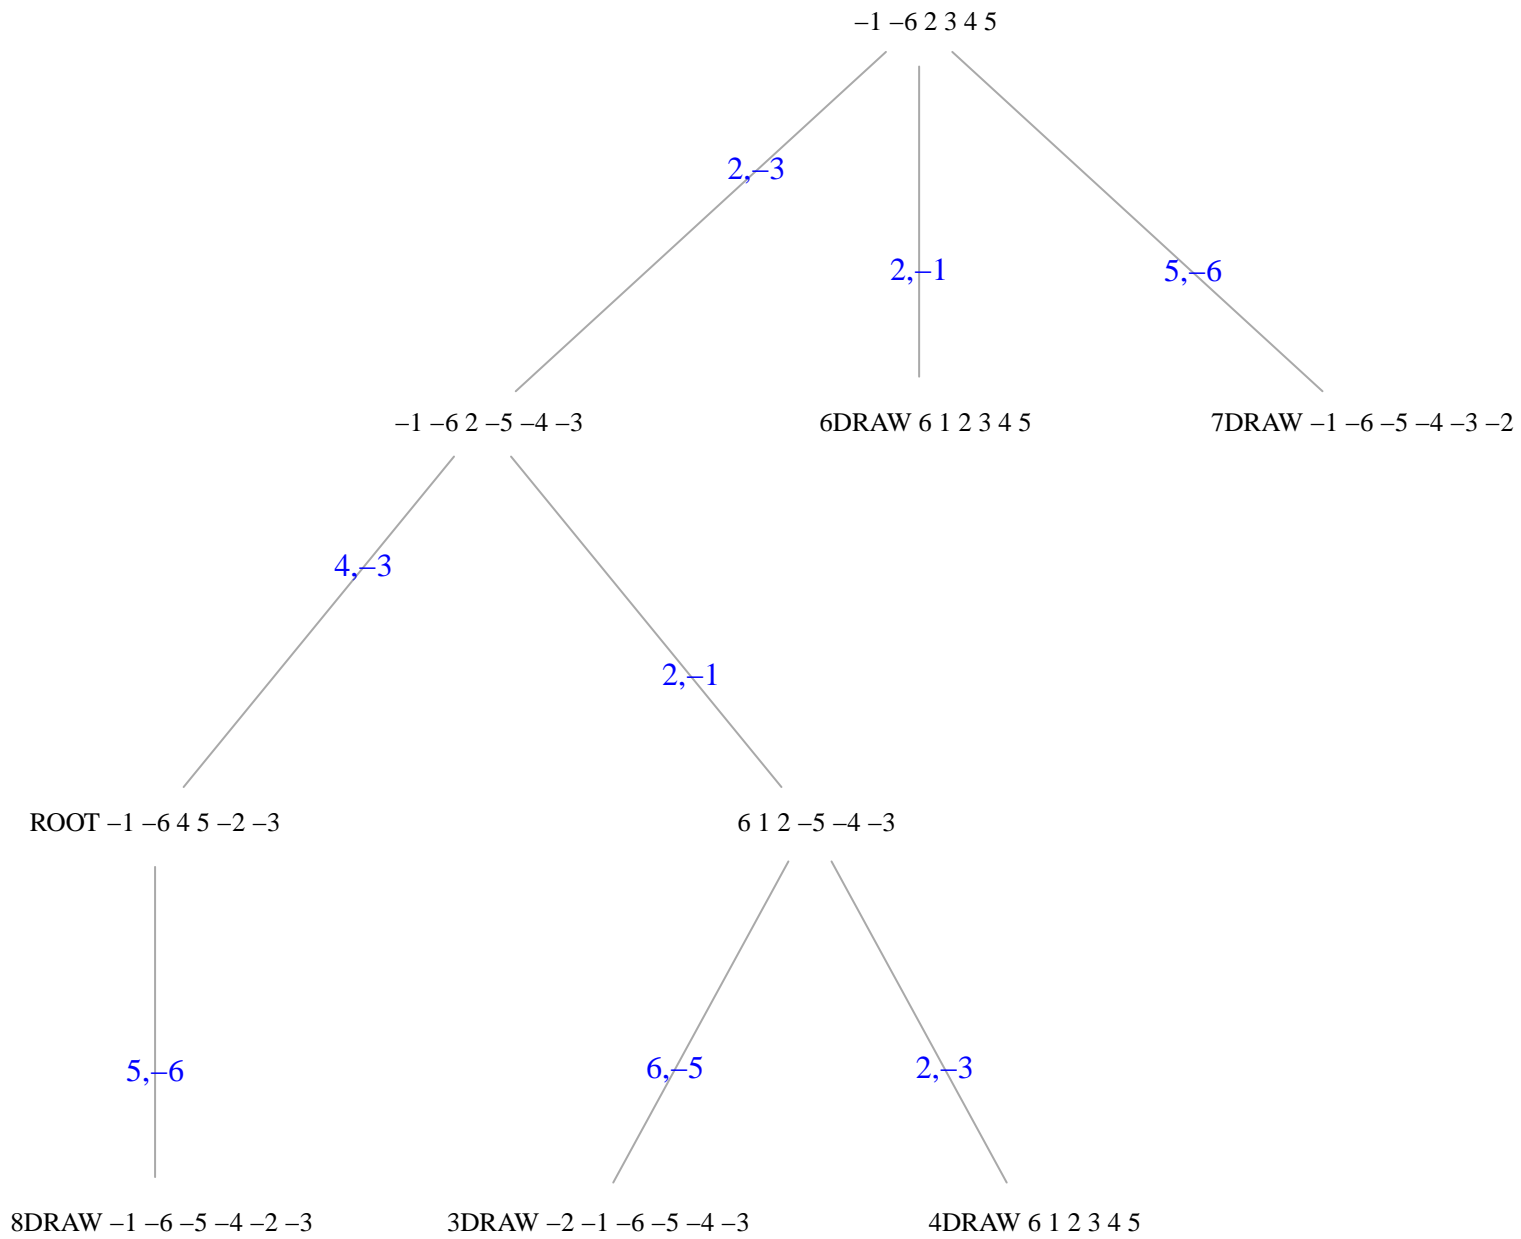 –1 –6 2 3 4 5
2,–3
2,–1
5,–6
–1 –6 2 –5 –4 –3
6DRAW 6 1 2 3 4 5
7DRAW –1 –6 –5 –4 –3 –2
4,–3
2,–1
ROOT –1 –6 4 5 –2 –3
6 1 2 –5 –4 –3
5,–6
6,–5
2,–3
8DRAW –1 –6 –5 –4 –2 –3
3DRAW –2 –1 –6 –5 –4 –3
4DRAW 6 1 2 3 4 5